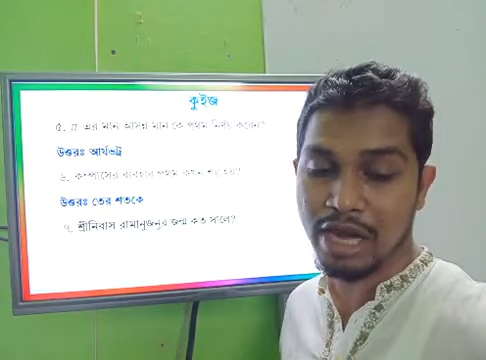 কুইজ
৫. π এর মান আসন্ন মান কে প্রথম নির্ণয় করেন?
উত্তরঃ আর্যভট্ট
৬. কম্পাসের ব্যবহার প্রথম কখন শুরু হয়?
উত্তরঃ তের শতকে
৭. শ্রীনিবাস রামানুজনুর জন্ম কত সালে?